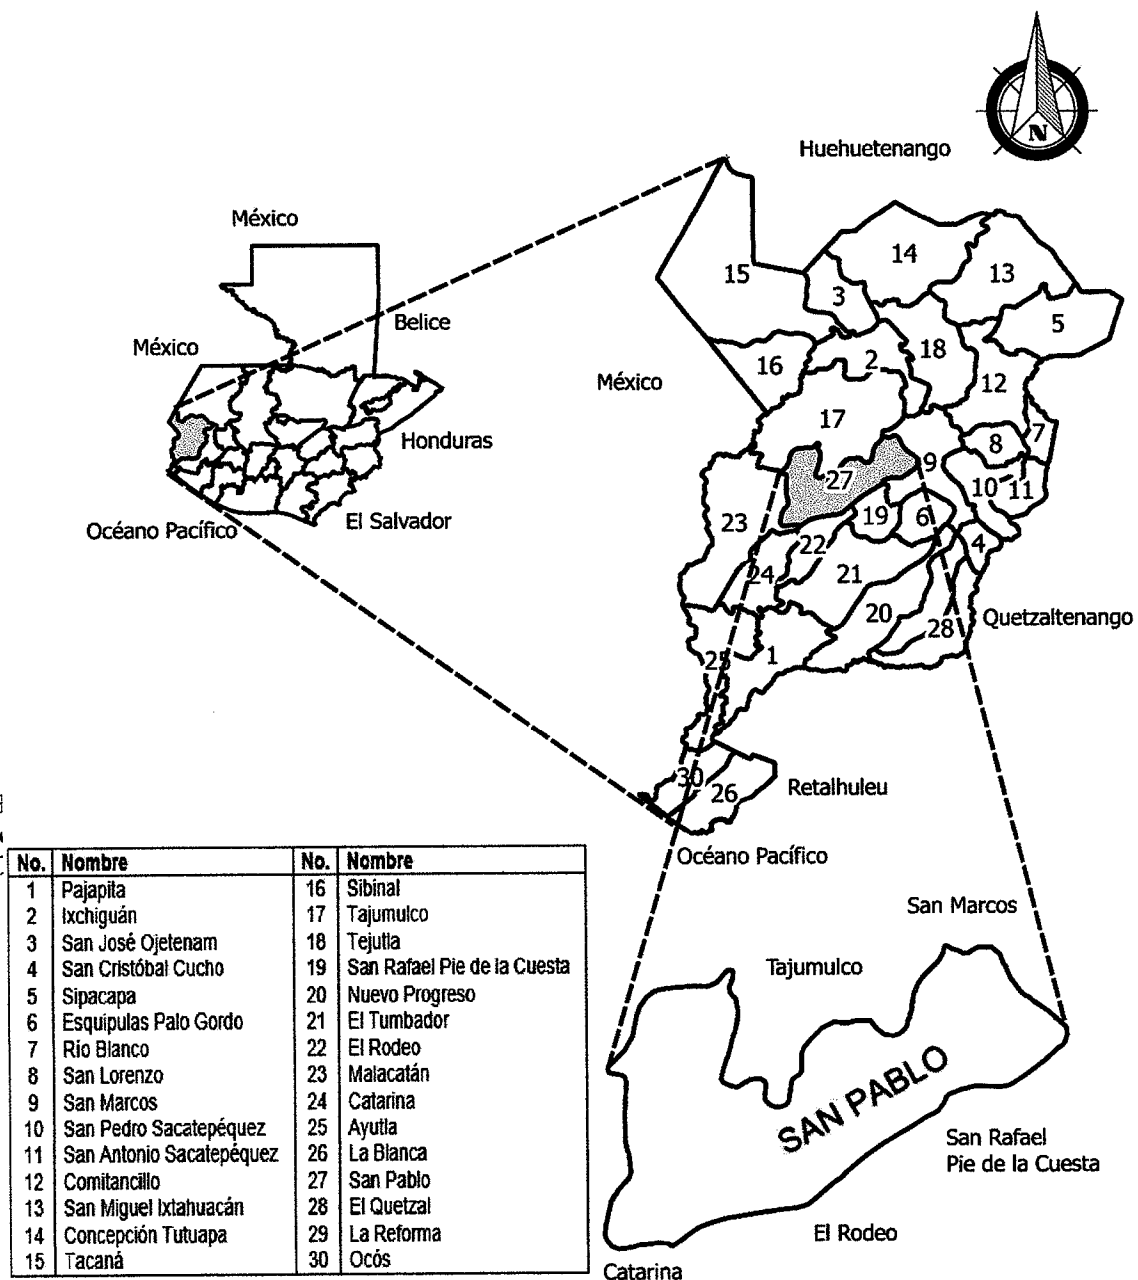 N
Huehuetenango
México
14
15
13
3
5
Belice
México
18
2
16
México
12
17
Honduras
7
8
9
27
10
11
El Salvador
Océano Pacífico
23
19
6
22
4
24
21
20
Quetzaltenango
28
25
1
30
26
Retalhuleu
Océano Pacífico
No. Nombre No. Nombre
1 Pajapita 16 Sibinal
2 Ixchiguán 17 Tajumulco
3 San José Ojetenam 18 Tejutla
4 San Cristóbal Cucho 19 San Rafael Pie de la Cuesta
5 Sipacapa 20 Nuevo Progreso
6 Esquipulas Palo Gordo 21 El Tumbador
7 Río Blanco 22 El Rodeo
8 San Lorenzo 23 Malacatán
9 San Marcos 24 Catarina
10 San Pedro Sacatepéquez 25 Ayutla
11 San Antonio Sacatepéquez 26 La Blanca
12 Comitancillo 27 San Pablo
13 San Miguel Ixtahuacán 28 El Quetzal
14 Concepción Tutuapa 29 La Reforma
15 Tacaná 30 Ocós
San Marcos
Tajumulco
SAN PABLO
San Rafael
Pie de la Cuesta
El Rodeo
Catarina